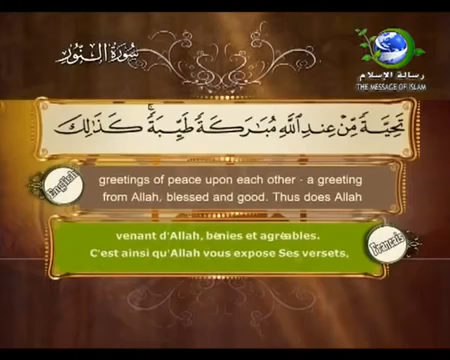 سورة النور
رسالة الإسلام
THE MESSAGE OF ISLAM
تَحِيَّةً مِّنْ عِندِ اللَّهِ مُبَارَكَةً طَيِّبَةً ۚ كَذَٰلِكَ
English
greetings of peace upon each other - a greeting
from Allah, blessed and good. Thus does Allah
venant d'Allah, bénies et agréables.
C'est ainsi qu'Allah vous expose Ses versets,
Français